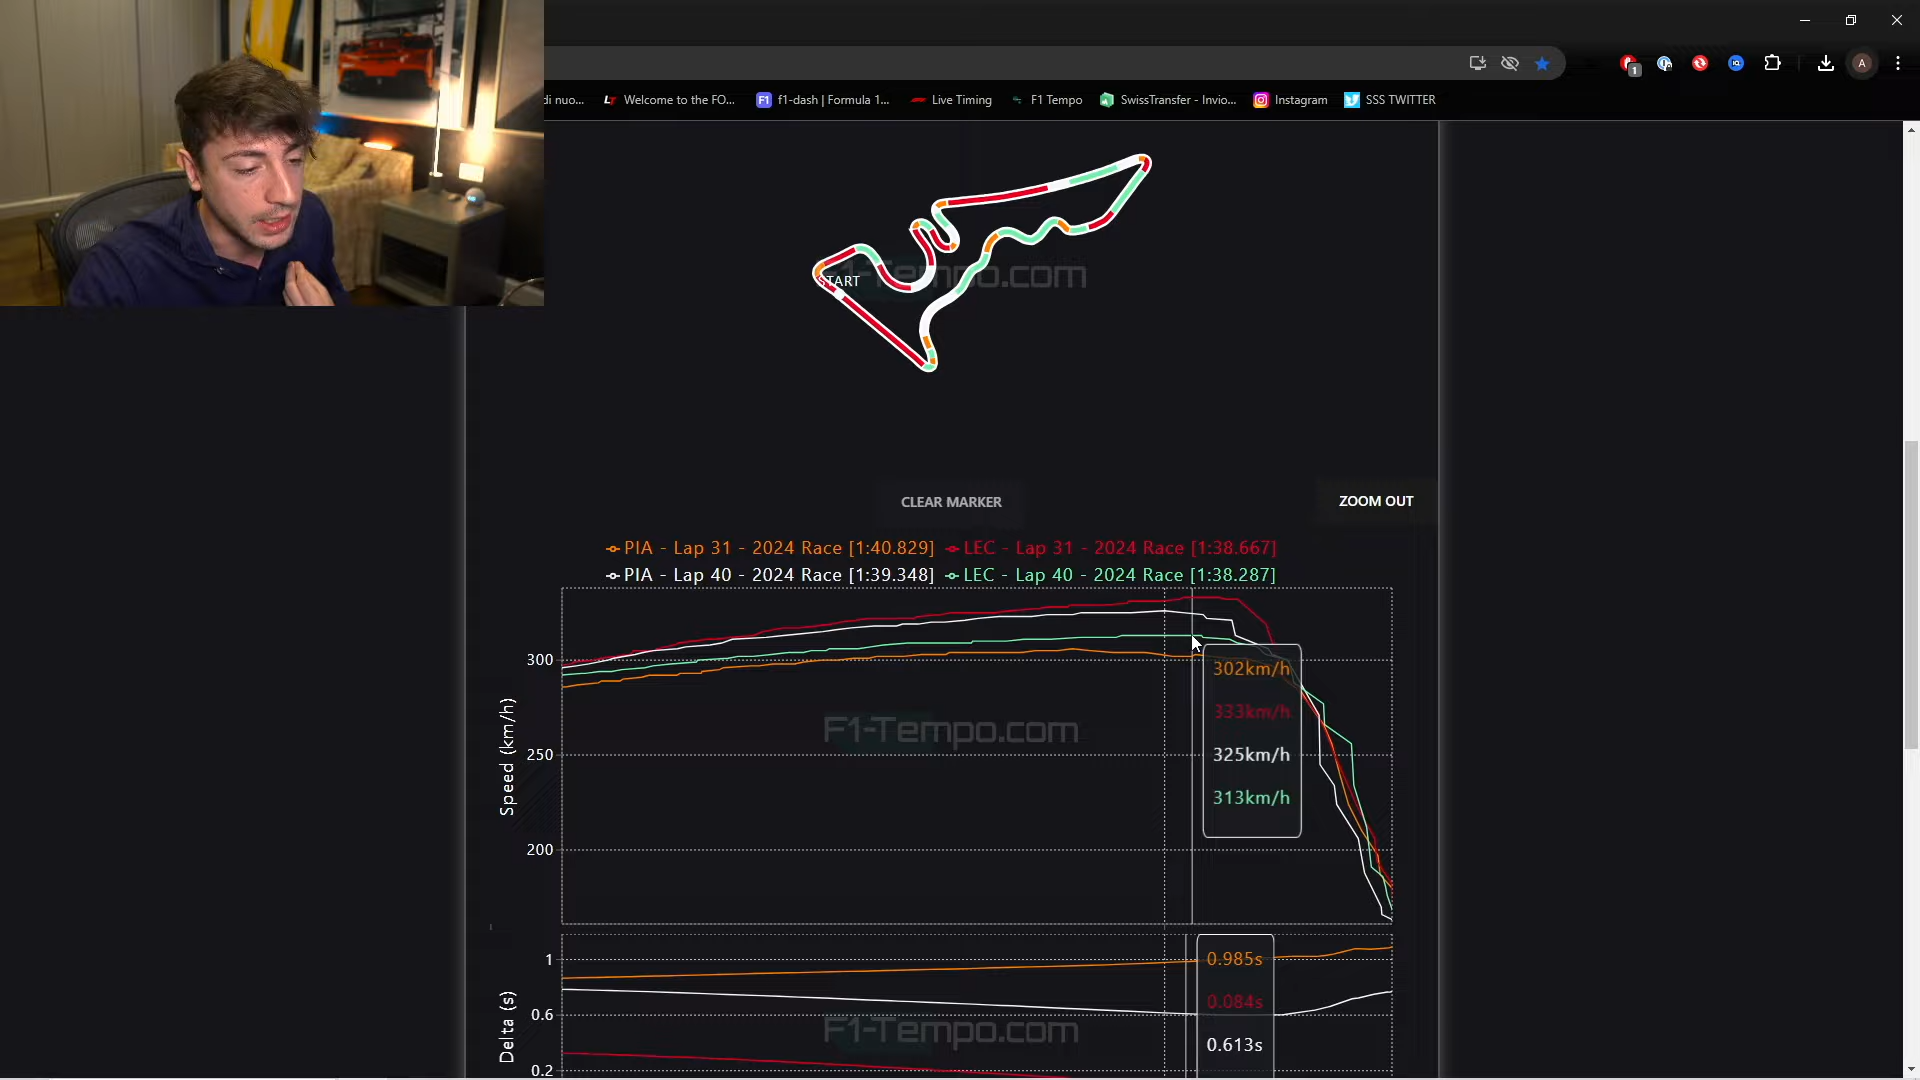 A
1
di nuo...
LT Welcome to the FO...
F1 f1-dash | Formula 1...
Live Timing
F1 Tempo
SwissTransfer - Invio...
Instagram
SSS TWITTER
START
F1-Tempo.com
CLEAR MARKER
ZOOM OUT
PIA - Lap 31 - 2024 Race [1:40.829] LEC - Lap 31 - 2024 Race [1:38.667]
PIA - Lap 40 - 2024 Race [1:39.348] LEC - Lap 40 - 2024 Race [1:38.287]
Speed (km/h)
300
250
200
F1-Tempo.com
302km/h
333km/h
325km/h
313km/h
Delta (s)
1
0.6
0.2
F1-Tempo.com
0.985s
0.084s
0.613s